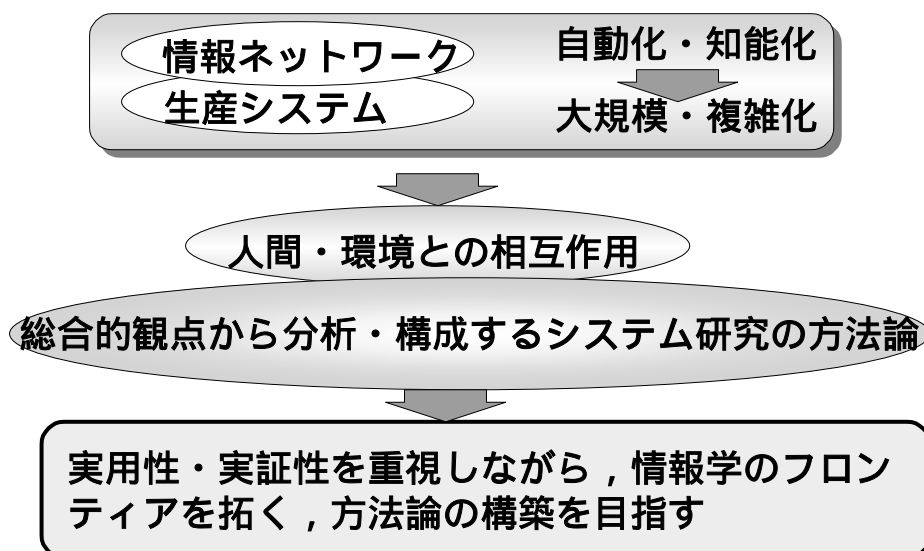 情報ネットワーク
生産システム
自動化・知能化
大規模・複雑化
人間・環境との相互作用
総合的観点から分析・構成するシステム研究の方法論
実用性・実証性を重視しながら，情報学のフロン
ティアを拓く，方法論の構築を目指す